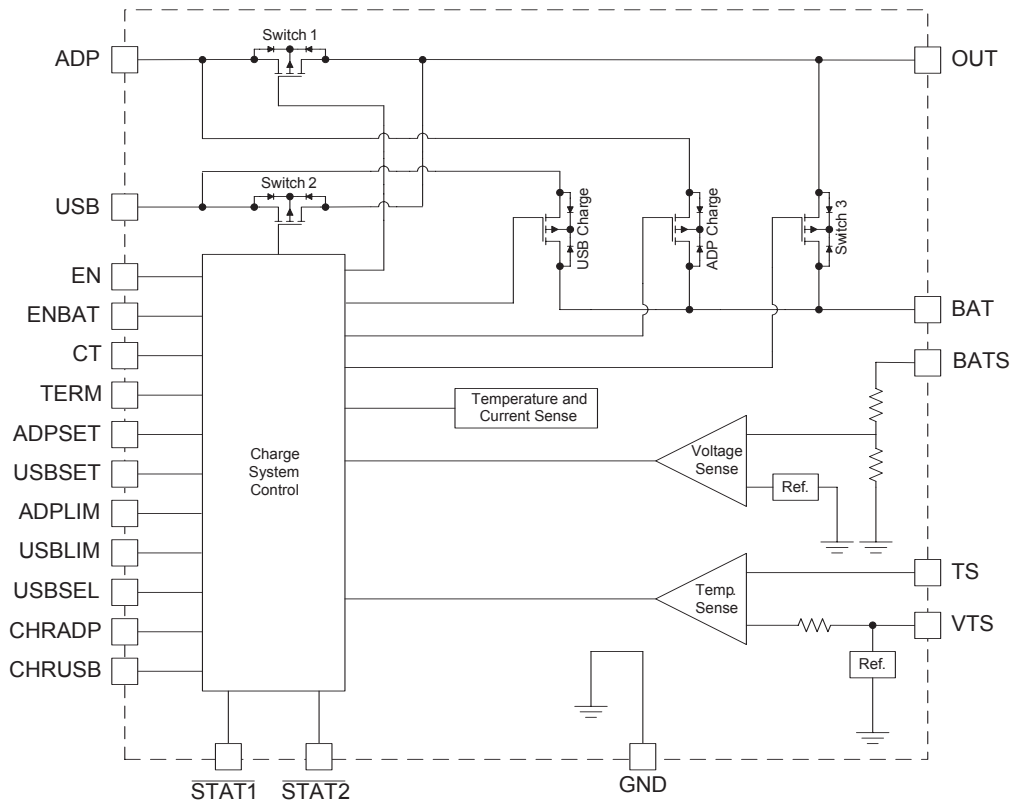 Switch 1
ADP
OUT
Switch 2
USB
USB Charge
ADP Charge
Switch 3
EN
ENBAT
BAT
CT
BATS
TERM
Temperature and
Current Sense
ADPSET
Charge
System
Control
Voltage
Sense
USBSET
Ref.
ADPLIM
USBLIM
TS
USBSEL
Temp.
Sense
VTS
CHRADP
Ref.
CHRUSB
STAT1
STAT2
GND